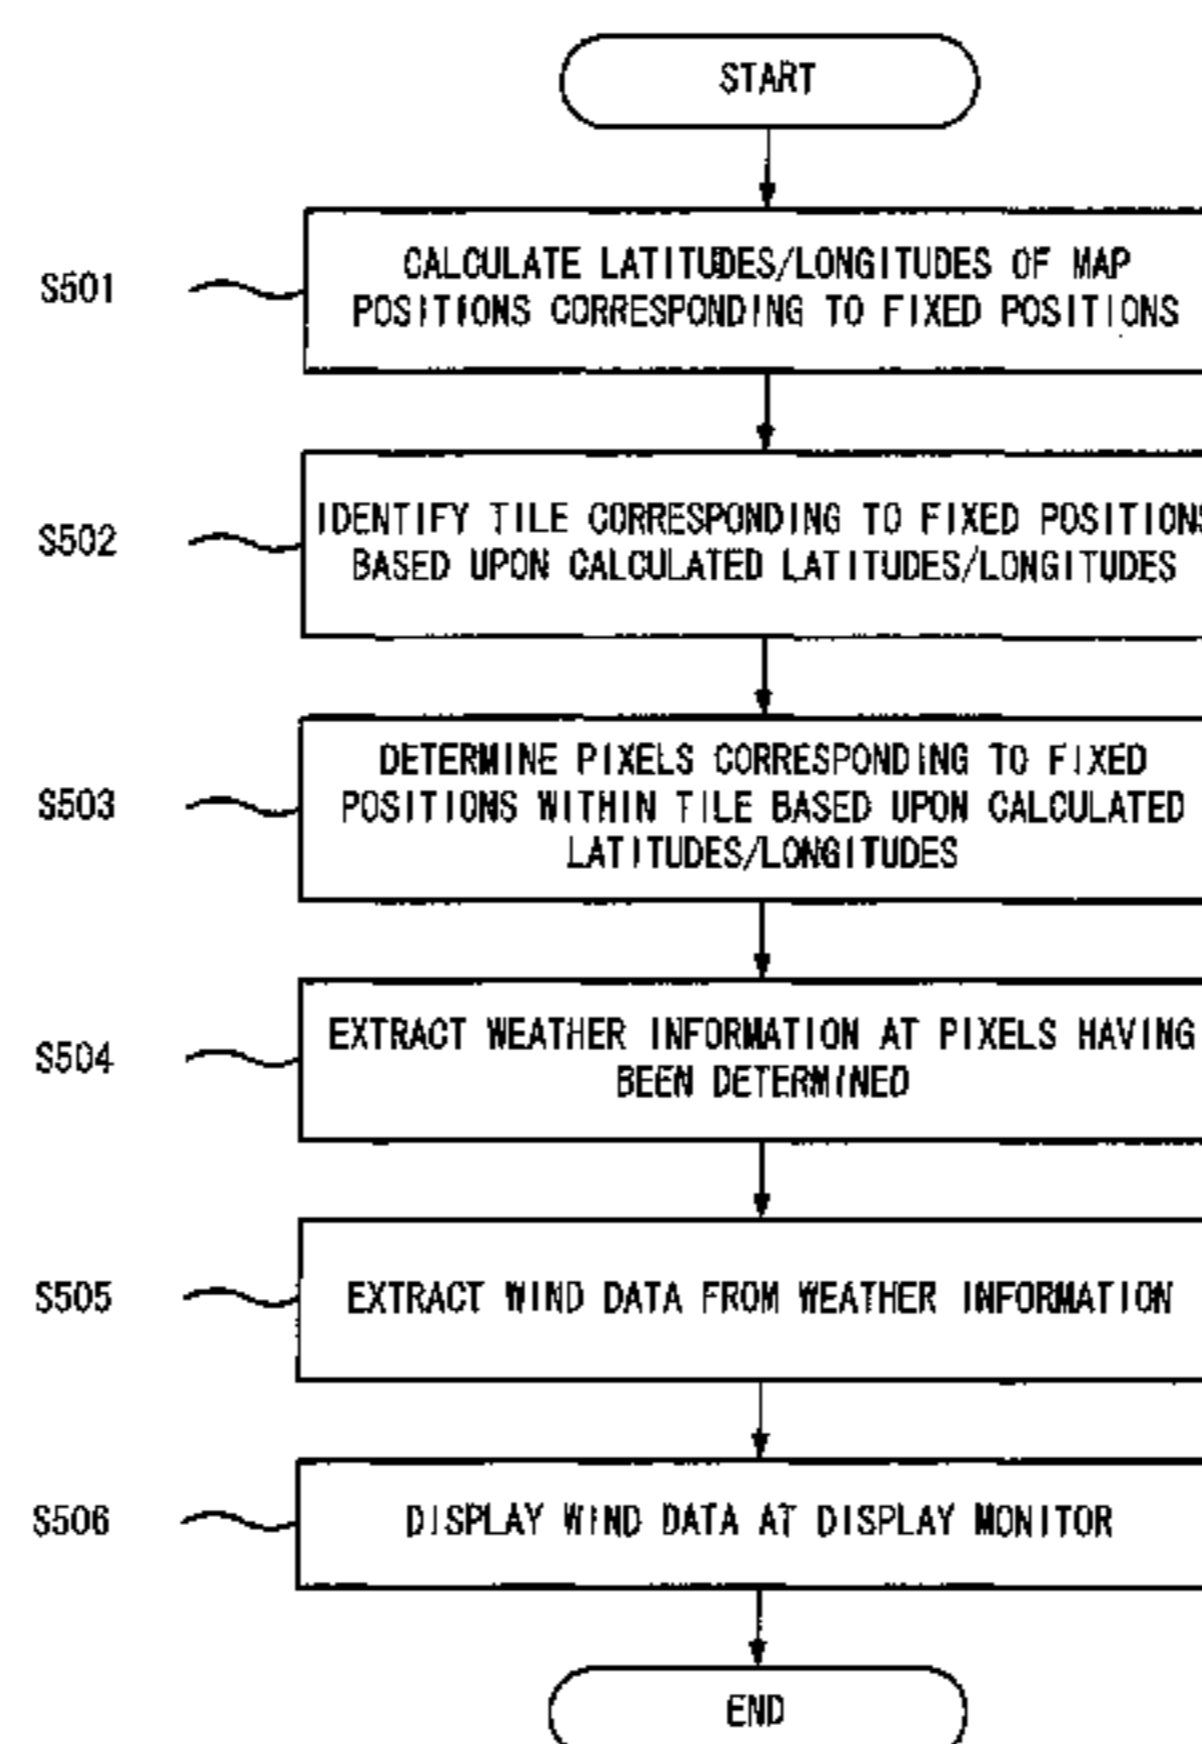 START
S501
CALCULATE LATITUDES/LONGITUDES OF MAP
POSITIONS CORRESPONDING TO FIXED POSITIONS
S502
IDENTIFY TILE CORRESPONDING TO FIXED POSITIONS
BASED UPON CALCULATED LATITUDES/LONGITUDES
S503
DETERMINE PIXELS CORRESPONDING TO FIXED
POSITIONS WITHIN TILE BASED UPON CALCULATED
LATITUDES/LONGITUDES
S504
EXTRACT WEATHER INFORMATION AT PIXELS HAVING
BEEN DETERMINED
S505
EXTRACT WIND DATA FROM WEATHER INFORMATION
S506
DISPLAY WIND DATA AT DISPLAY MONITOR
END